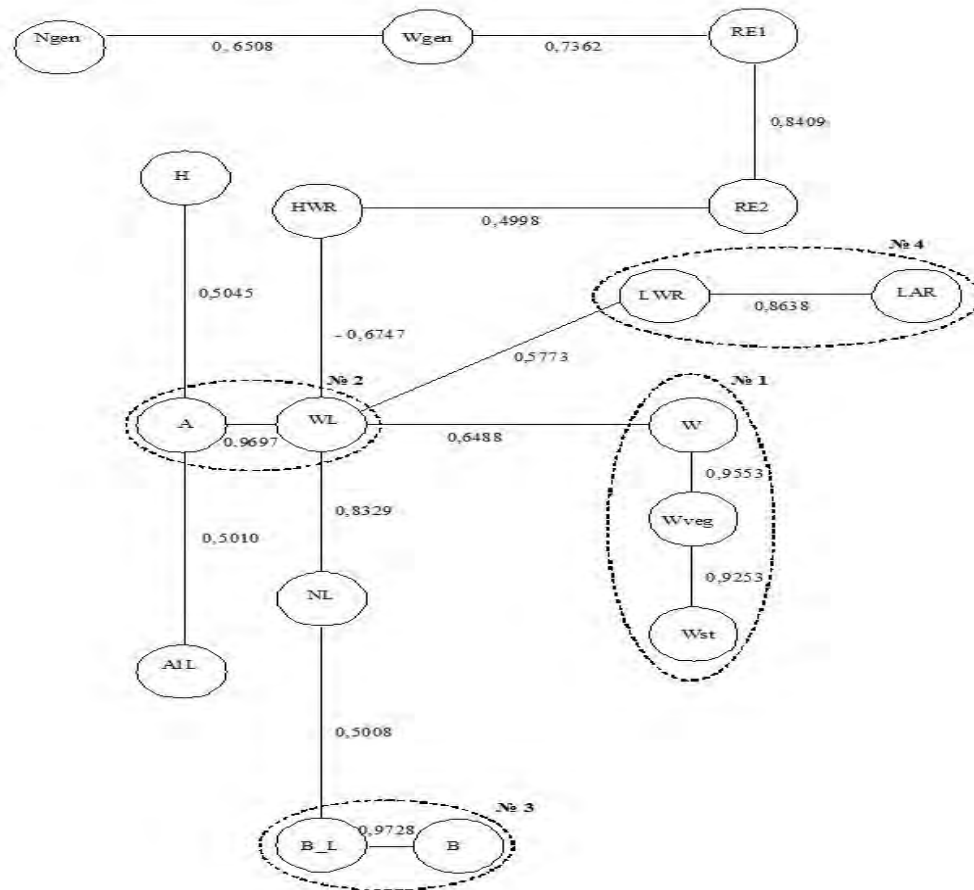 Ngen
0, 6508
Wgen
0,7362
RE1
0,8409
H
HWR
0,4998
RE2
№ 4
LWR
0,8638
LAR
0,5045
- 0,6747
0,5773
№ 2
№ 1
A
0.9697
WL
0,6488
W
0,9553
0,8329
Wveg
0,5010
0,9253
NL
Wst
A1L
0,5008
№ 3
B_L
0,9728
B